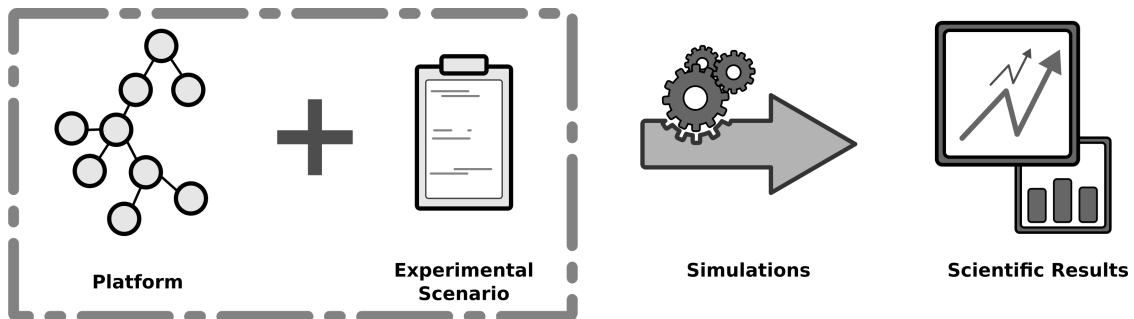 Platform
Experimental
Scenario
Simulations
Scientific Results